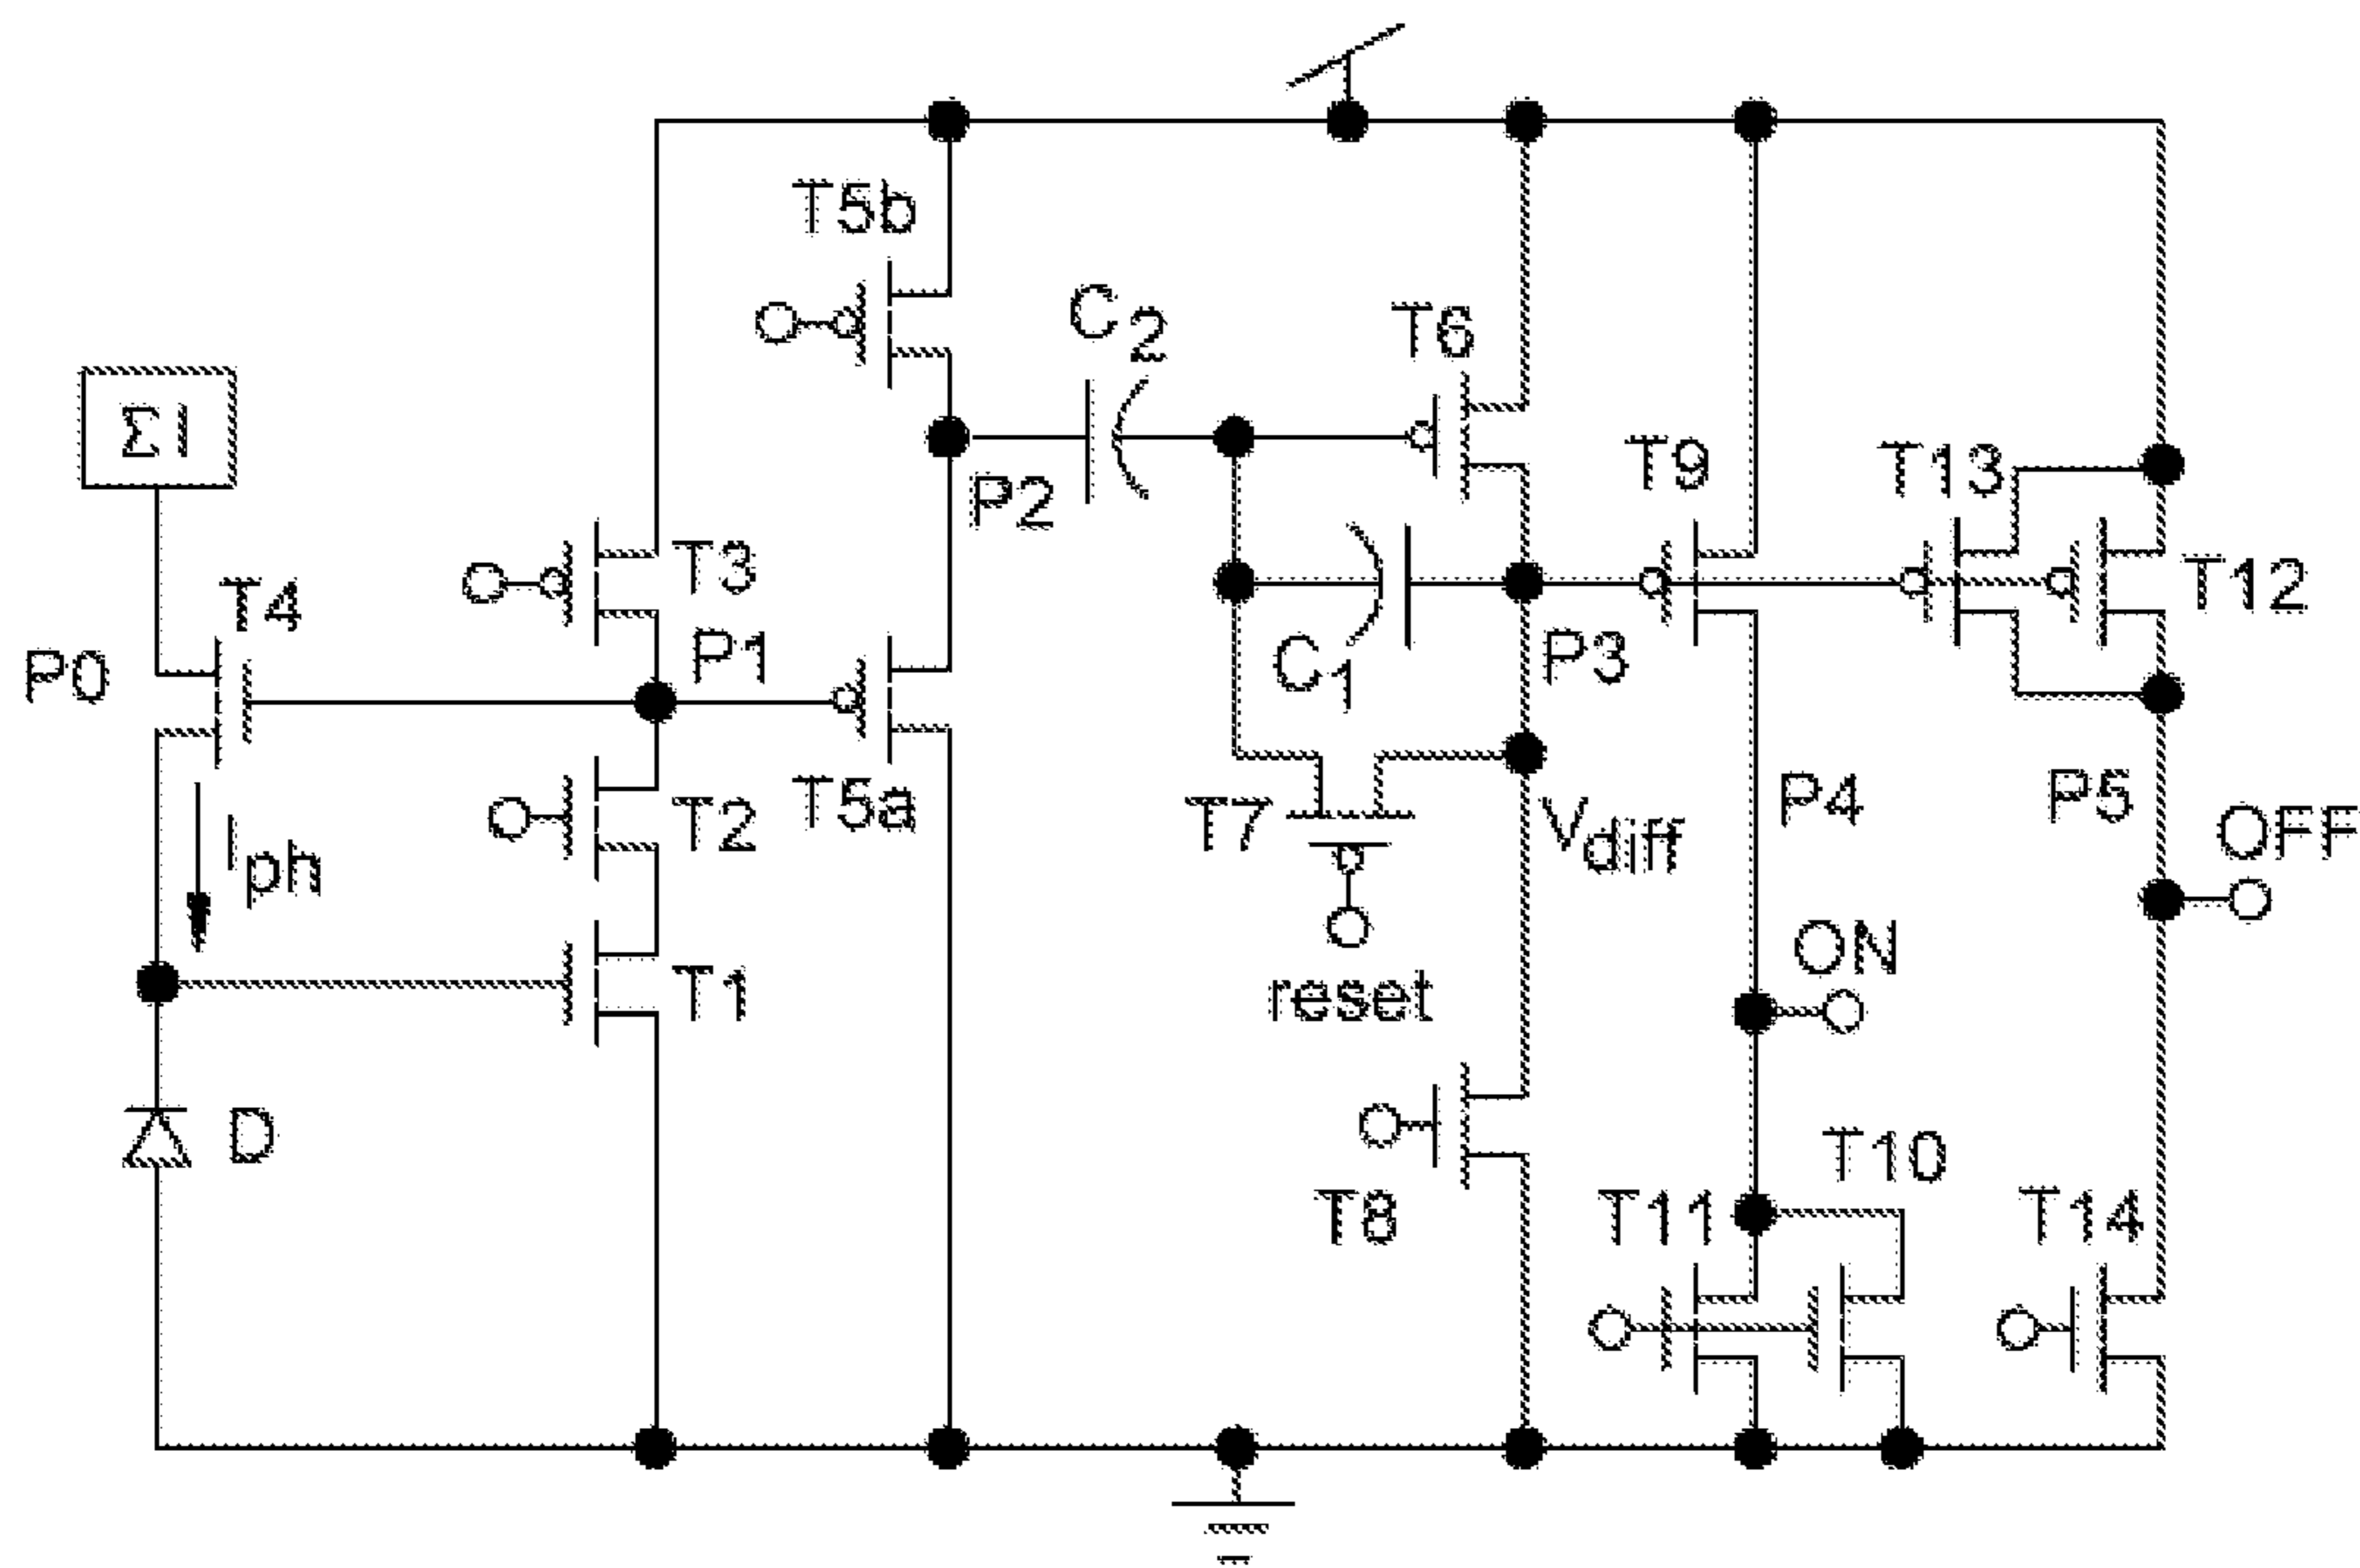 T5b
C2
T6
ΣI
T9
T13
P2
T3
T12
T4
P0
P1
C1
P3
T2
T5a
T7
Vdiff
P4
P5
OFF
Iph
ON
T1
reset
D
T10
T8
T11
T14